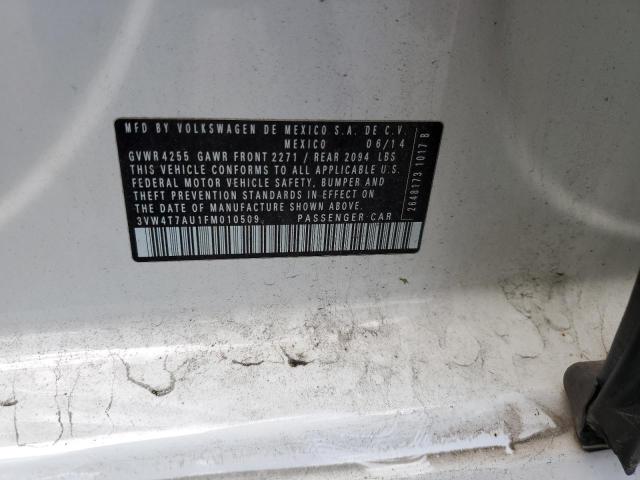 MFD BY VOLKSWAGEN DE MEXICO S.A. DE C.V.
MEXICO 06/14
GVWR 4255 GAWR FRONT 2271 / REAR 2094 LBS
THIS VEHICLE CONFORMS TO ALL APPLICABLE U.S.
FEDERAL MOTOR VEHICLE SAFETY, BUMPER AND
THEFT PREVENTION STANDARDS IN EFFECT ON
THE DATE OF MANUFACTURE SHOWN ABOVE.
3VW4T7AU1FM010509 PASSENGER CAR
2648173 1017 B